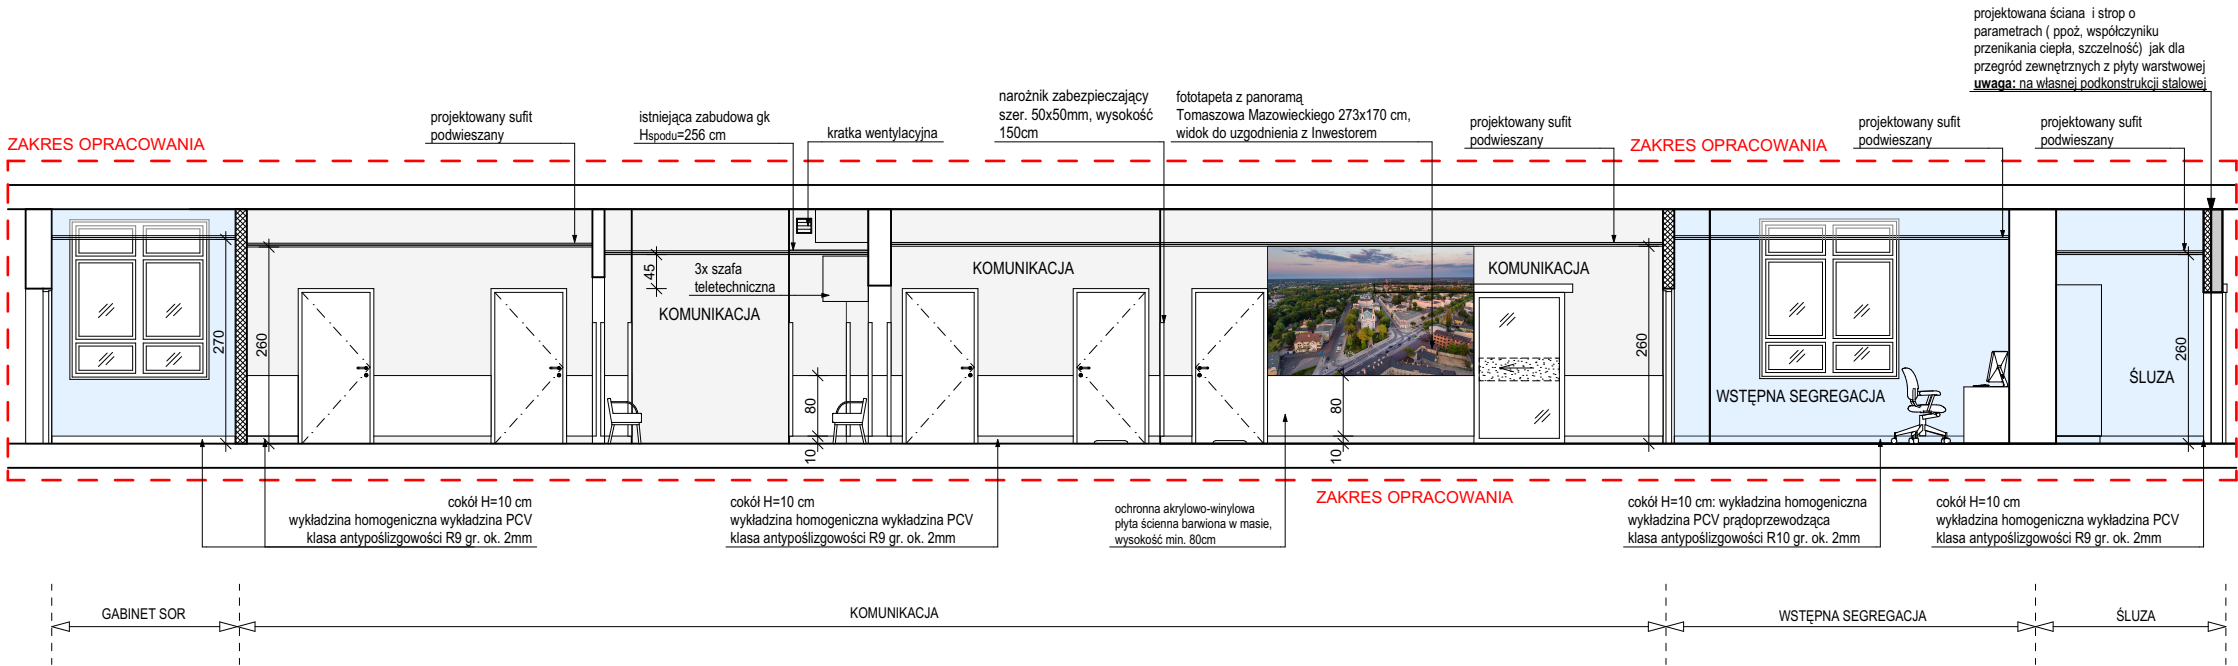 projektowana ściana i strop o
parametrach ( ppoż, współczyniku
przenikania ciepła, szczelność) jak dla
przegród zewnętrznych z płyty warstwowej
uwaga: na własnej podkonstrukcji stalowej
ZAKRES OPRACOWANIA
projektowany sufit
podwieszany
istniejąca zabudowa gk
Hspodu=256 cm
kratka wentylacyjna
narożnik zabezpieczający
szer. 50x50mm, wysokość
150cm
fototapeta z panoramą
Tomaszowa Mazowieckiego 273x170 cm,
widok do uzgodnienia z Inwestorem
projektowany sufit
podwieszany
ZAKRES OPRACOWANIA
projektowany sufit
podwieszany
projektowany sufit
podwieszany
270
260
45
3x szafa
teletechniczna
KOMUNIKACJA
80
10
KOMUNIKACJA
KOMUNIKACJA
80
10
260
WSTĘPNA SEGREGACJA
260
ŚLUZA
ZAKRES OPRACOWANIA
cokół H=10 cm
wykładzina homogeniczna wykładzina PCV
klasa antypoślizgowości R9 gr. ok. 2mm
cokół H=10 cm
wykładzina homogeniczna wykładzina PCV
klasa antypoślizgowości R9 gr. ok. 2mm
ochronna akrylowo-winylowa
płyta ścienna barwiona w masie,
wysokość min. 80cm
cokół H=10 cm: wykładzina homogeniczna
wykładzina PCV prądoprzewodząca
klasa antypoślizgowości R10 gr. ok. 2mm
cokół H=10 cm
wykładzina homogeniczna wykładzina PCV
klasa antypoślizgowości R9 gr. ok. 2mm
GABINET SOR
KOMUNIKACJA
WSTĘPNA SEGREGACJA
ŚLUZA